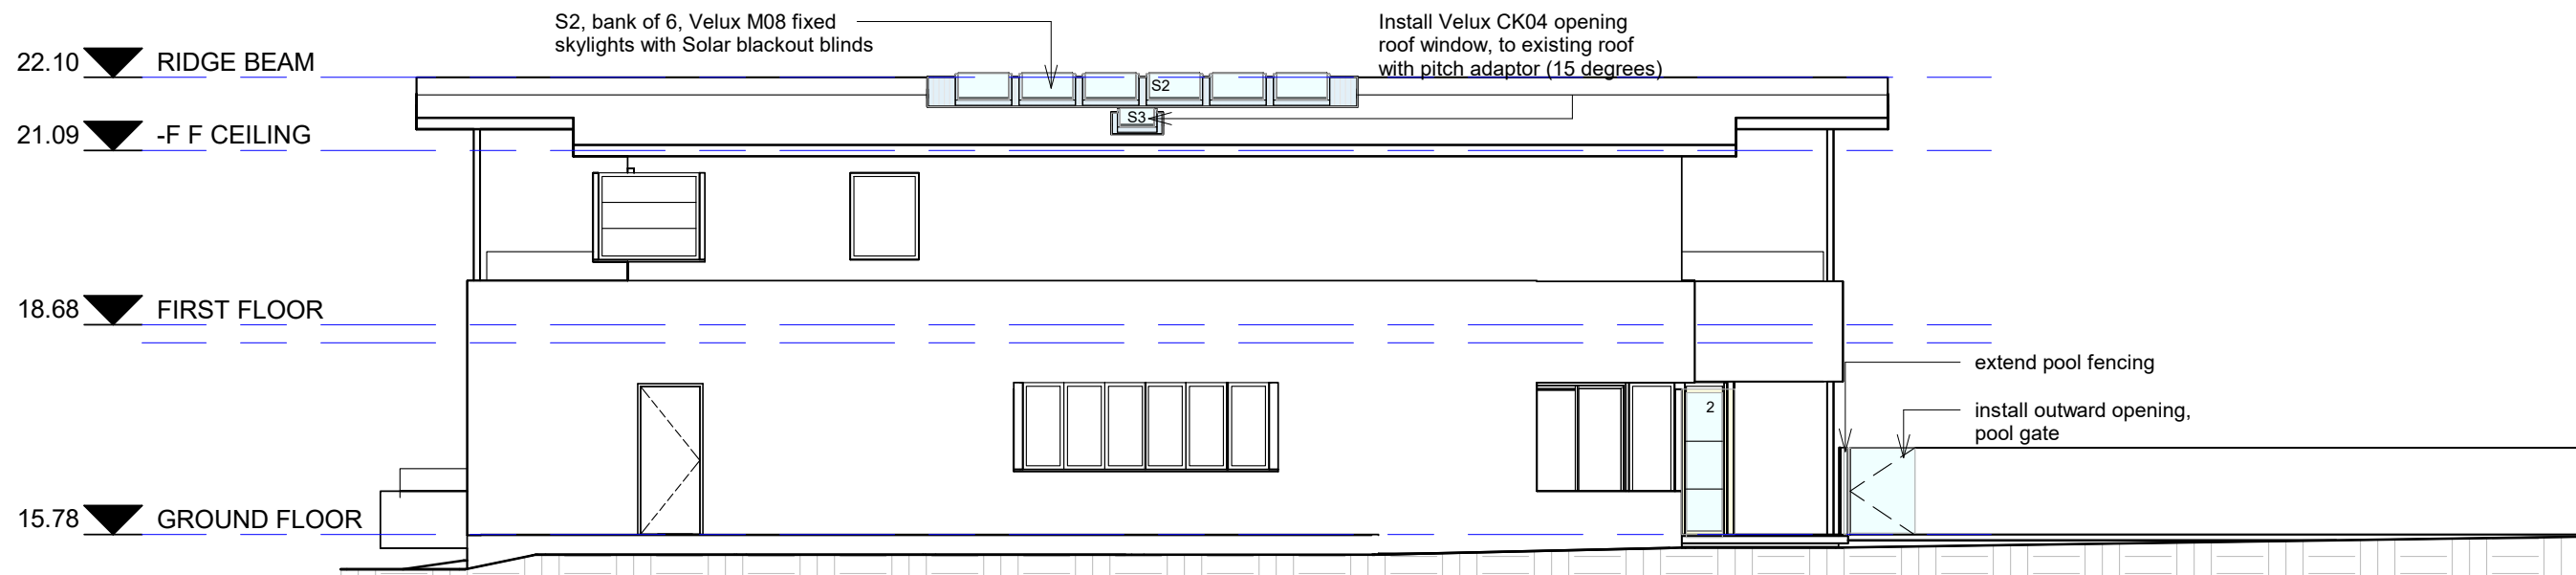 S2, bank of 6, Velux M08 fixed
skylights with Solar blackout blinds
Install Velux CK04 opening
roof window, to existing roof
with pitch adaptor (15 degrees)
22.10 RIDGE BEAM
S2
S3
21.09 -F F CEILING
18.68 FIRST FLOOR
extend pool fencing
2
install outward opening,
pool gate
15.78 GROUND FLOOR